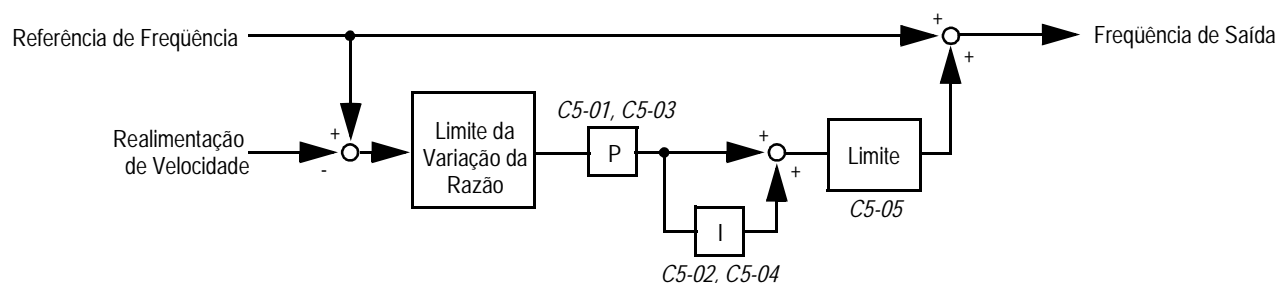 Referência de Freqüência
+
+
Freqüência de Saída
Realimentação
de Velocidade
+
-
Limite da
Variação da
Razão
C5-01, C5-03
P
+
+
I
C5-02, C5-04
Limite
C5-05